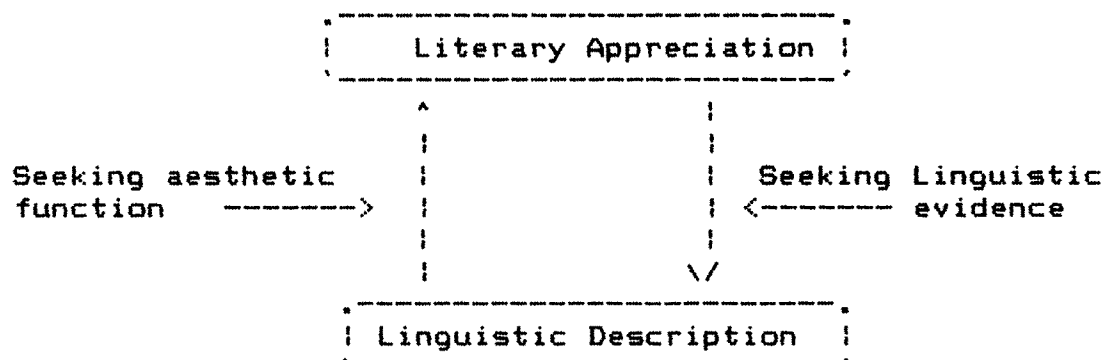 Literary Appreciation
Seeking aesthetic
function
Seeking Linguistic
evidence
Linguistic Description